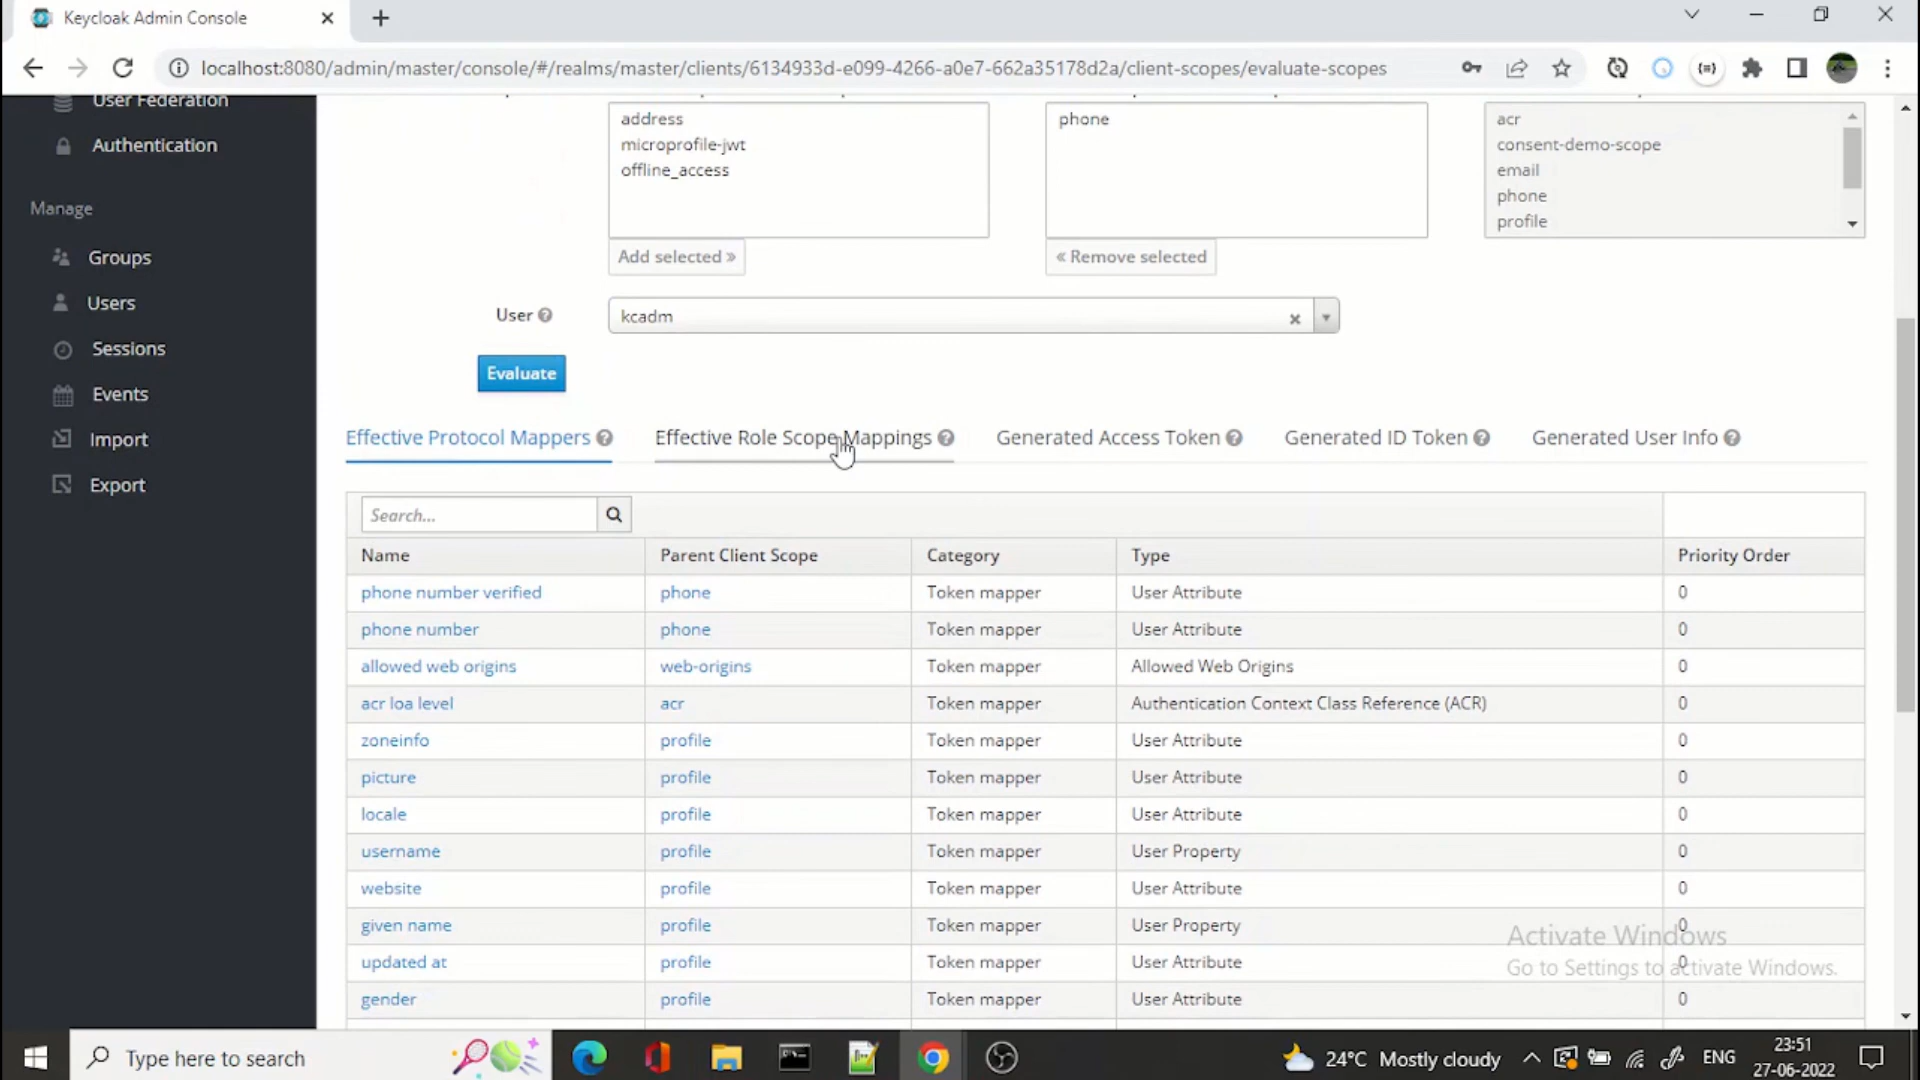 Keycloak Admin Console
localhost:8080/admin/master/console/#/realms/master/clients/6134933d-e099-4266-a0e7-662a35178d2a/client-scopes/evaluate-scopes
User Federation
Authentication
Manage
Groups
Users
Sessions
Events
Import
Export
address
microprofile-jwt
offline_access
Add selected »
phone
« Remove selected
acr
consent-demo-scope
email
phone
profile
User
kcadm
Evaluate
Effective Protocol Mappers Effective Role Scope Mappings Generated Access Token Generated ID Token Generated User Info
Search...
Name Parent Client Scope Category Type Priority Order
phone number verified phone Token mapper User Attribute 0
phone number phone Token mapper User Attribute 0
allowed web origins web-origins Token mapper Allowed Web Origins 0
acr loa level acr Token mapper Authentication Context Class Reference (ACR) 0
zoneinfo profile Token mapper User Attribute 0
picture profile Token mapper User Attribute 0
locale profile Token mapper User Attribute 0
username profile Token mapper User Property 0
website profile Token mapper User Attribute 0
given name profile Token mapper User Property 0
updated at profile Token mapper User Attribute 0
gender profile Token mapper User Attribute 0
Activate Windows
Go to Settings to activate Windows.
Type here to search
24°C Mostly cloudy
ENG
23:51
27-06-2022